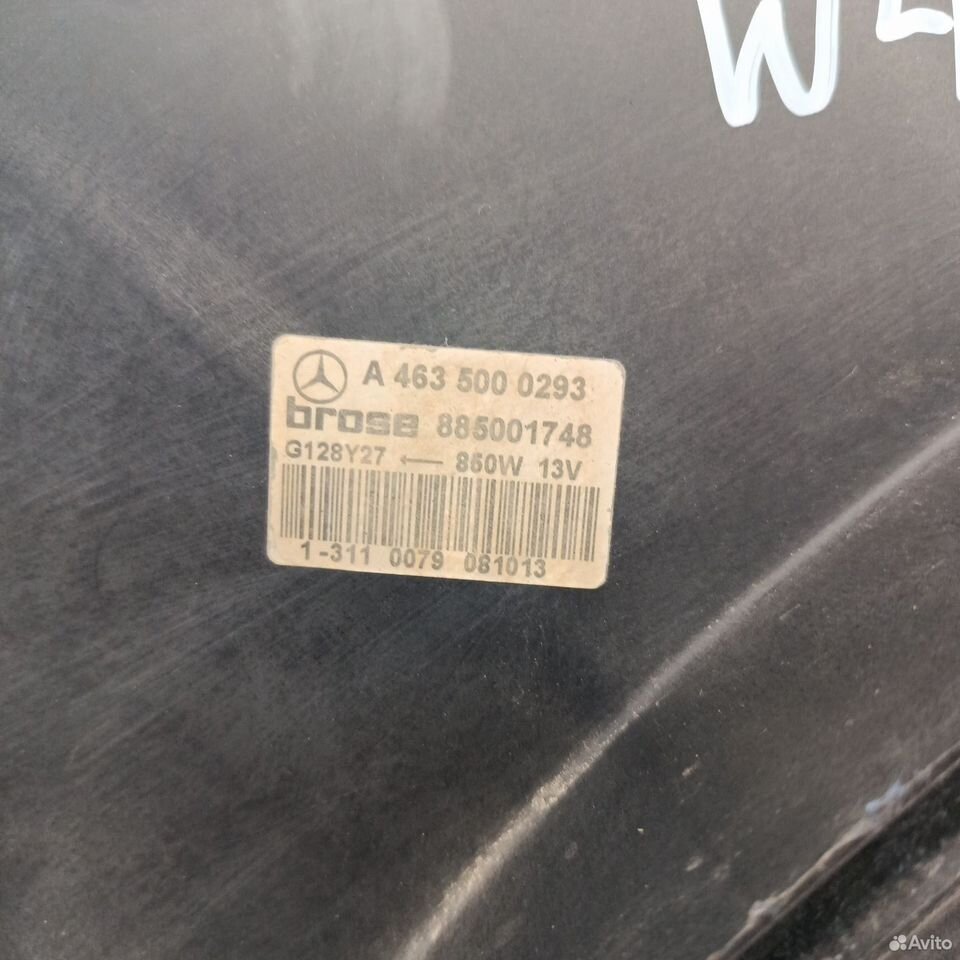 A 463 500 0293
brose 885001748
G128Y27 ← 850W 13V
1-311 0079 081013
Avito